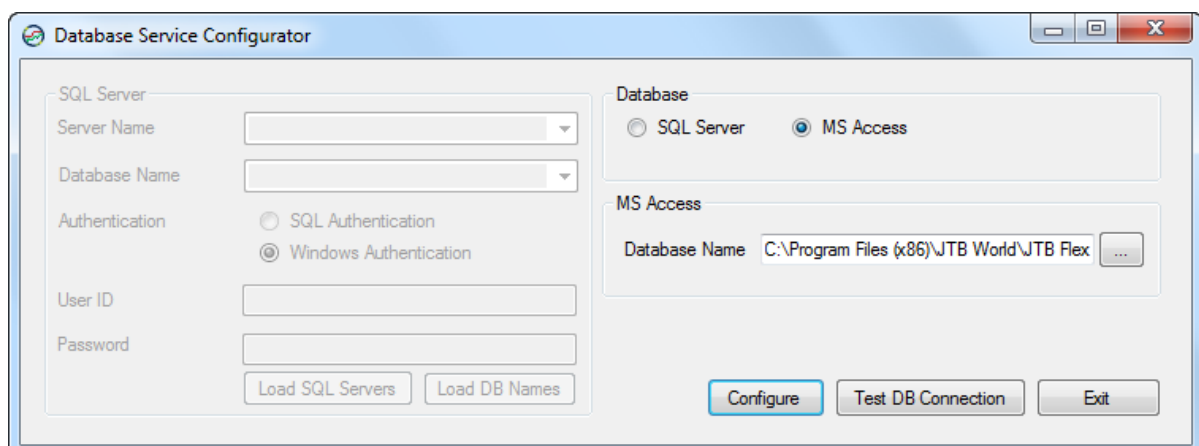 Database Service Configurator
SQL Server
Server Name
Database Name
Authentication
SQL Authentication
Windows Authentication
User ID
Password
Load SQL Servers Load DB Names
Database
SQL Server MS Access
MS Access
Database Name C:\Program Files (x86)\JTB World\JTB Flex ...
Configure Test DB Connection Exit